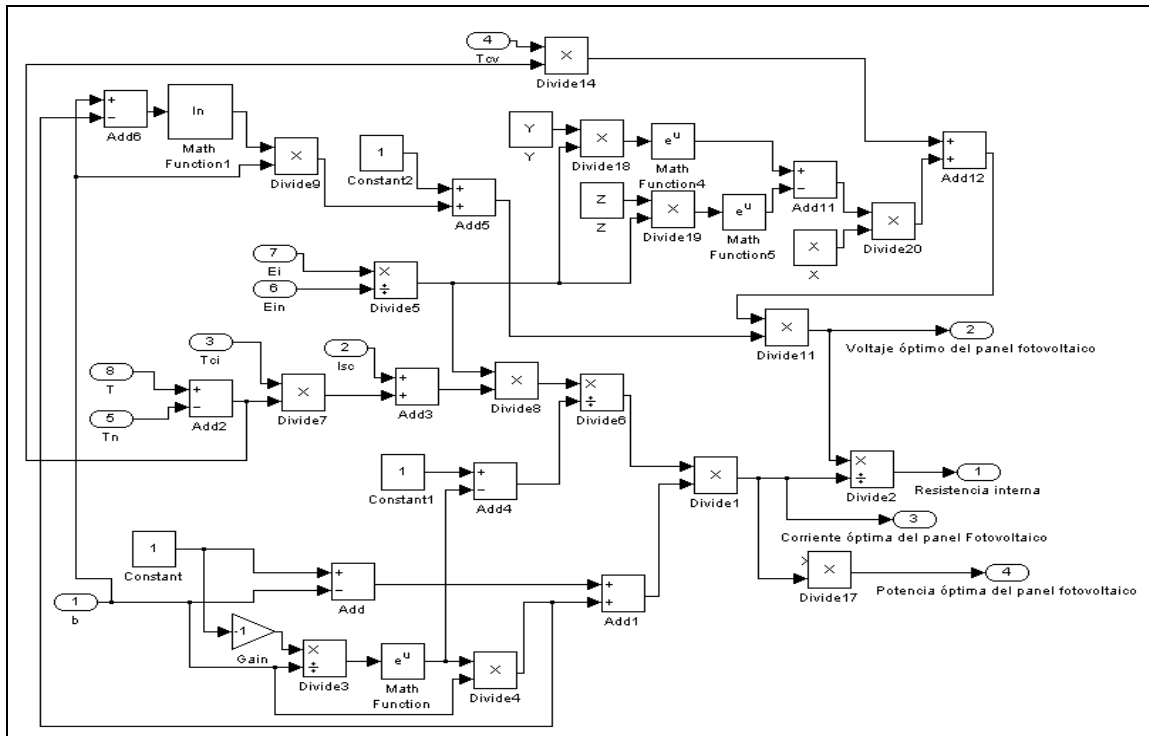 4
Tcv
×
Divide14
+
−
Add6
ln
Math
Function1
×
Divide9
1
Constant2
+
+
Add5
Y
Y
×
Divide18
e^u
Math
Function4
Z
Z
×
Divide19
e^u
Math
Function5
+
−
Add11
X
X
×
Divide20
+
+
Add12
7
Ei
6
Ein
×
÷
Divide5
×
Divide11
2
Voltaje óptimo del panel fotovoltaico
3
Tci
2
Isc
8
T
5
Tn
+
−
Add2
×
Divide7
+
+
Add3
×
Divide8
×
÷
Divide6
1
Constant1
+
−
Add4
×
Divide1
×
÷
Divide2
1
Resistencia interna
3
Corriente óptima del panel Fotovoltaico
×
×
Divide17
4
Potencia óptima del panel fotovoltaico
1
Constant
+
−
Add
+
+
Add1
1
b
-1
Gain
×
÷
Divide3
e^u
Math
Function
×
Divide4